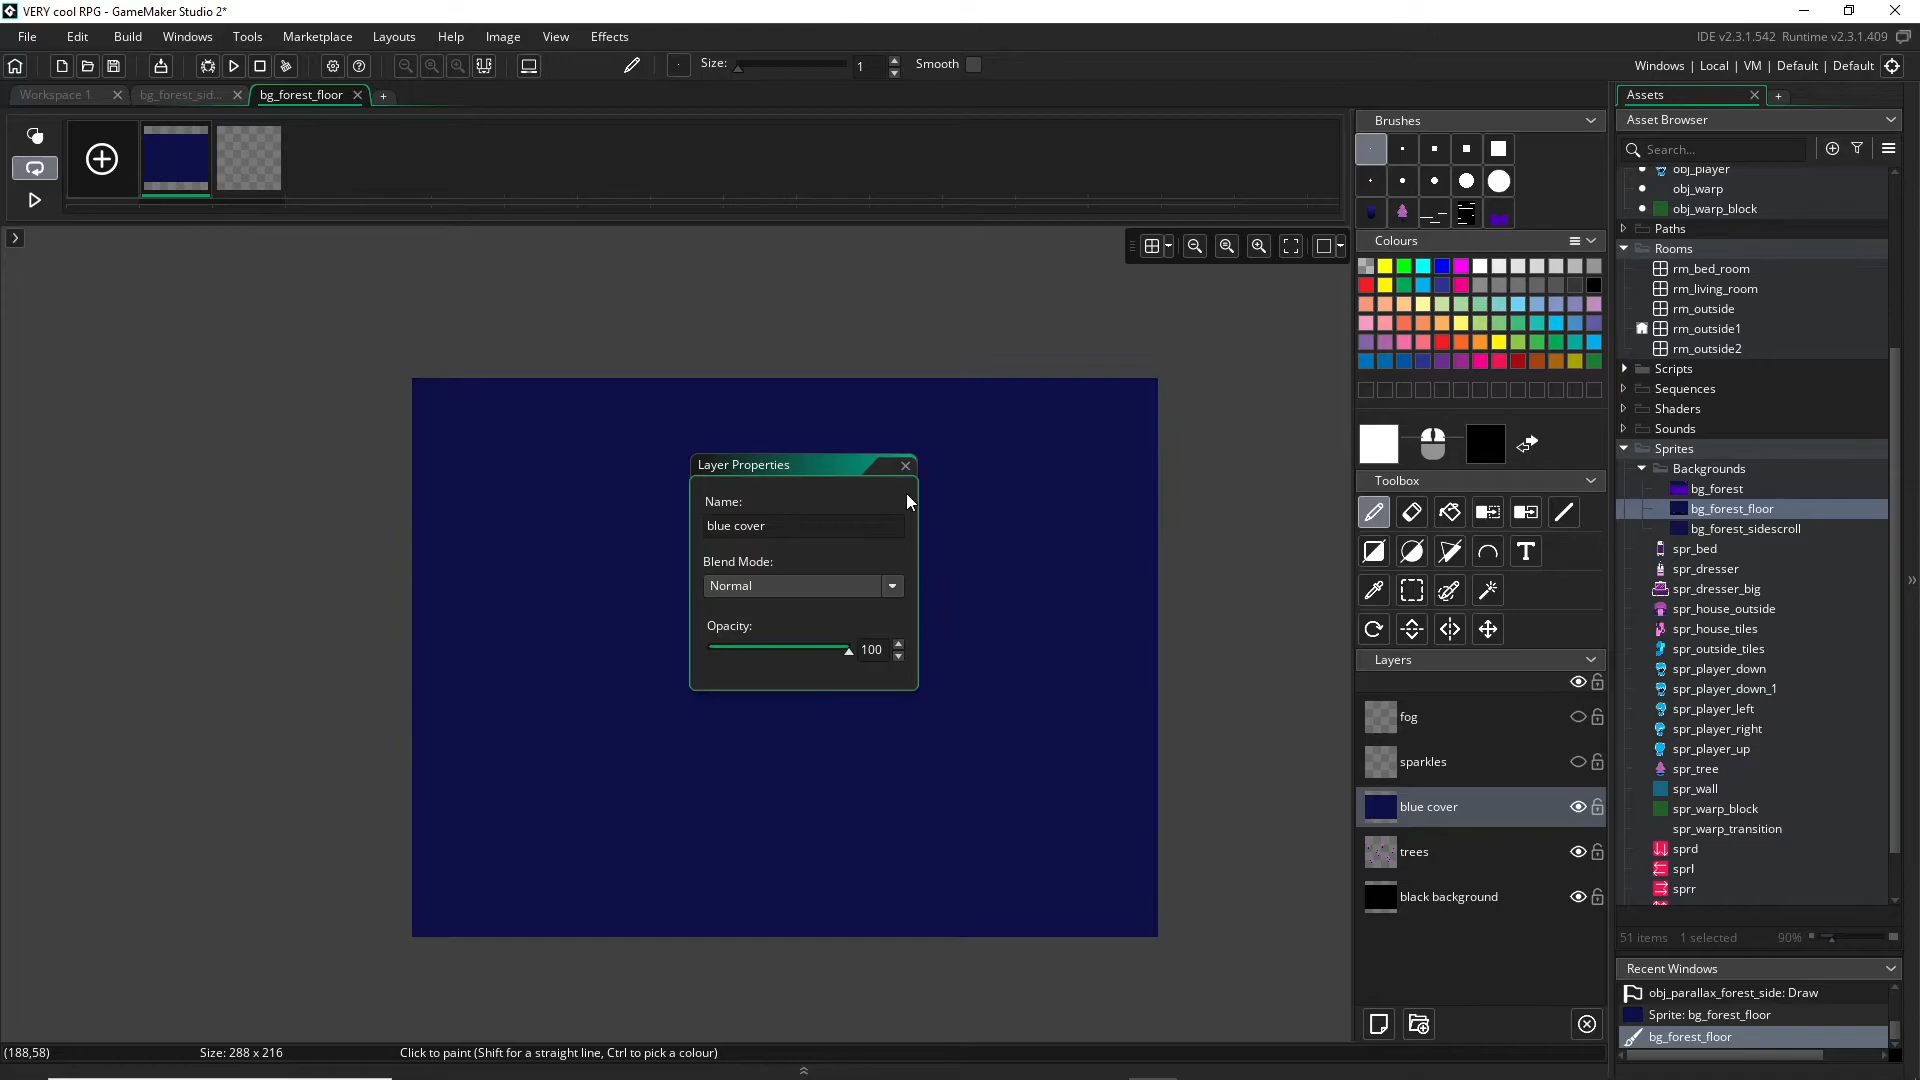 VERY cool RPG - GameMaker Studio 2*
File Edit Build Windows Tools Marketplace Layouts Help Image View Effects
IDE v2.3.1.542 Runtime v2.3.1.409
Size: 1 Smooth
Windows | Local | VM | Default | Default
Workspace 1
bg_forest_sid...
bg_forest_floor
Brushes
Colours
Toolbox
Layers
fog
sparkles
blue cover
trees
black background
Layer Properties
Name:
blue cover
Blend Mode:
Normal
Opacity:
100
Assets
Asset Browser
Search...
obj_player
obj_warp
obj_warp_block
Paths
Rooms
rm_bed_room
rm_living_room
rm_outside
rm_outside1
rm_outside2
Scripts
Sequences
Shaders
Sounds
Sprites
Backgrounds
bg_forest
bg_forest_floor
bg_forest_sidescroll
spr_bed
spr_dresser
spr_dresser_big
spr_house_outside
spr_house_tiles
spr_outside_tiles
spr_player_down
spr_player_down_1
spr_player_left
spr_player_right
spr_player_up
spr_tree
spr_wall
spr_warp_block
spr_warp_transition
sprd
sprl
sprr
51 items 1 selected 90%
Recent Windows
obj_parallax_forest_side: Draw
Sprite: bg_forest_floor
bg_forest_floor
(188,58) Size: 288 x 216 Click to paint (Shift for a straight line, Ctrl to pick a colour)